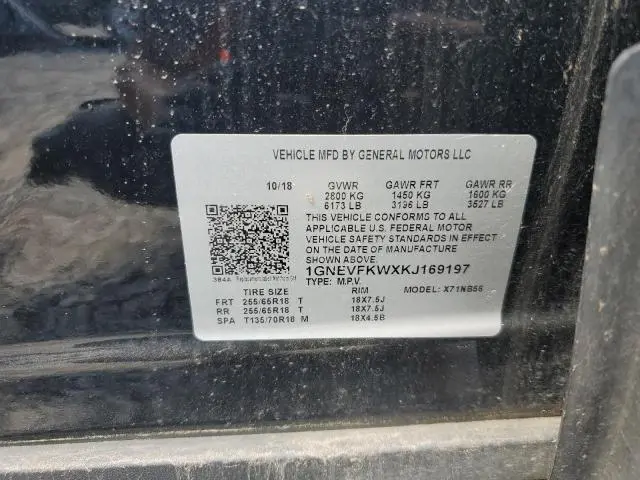 VEHICLE MFD BY GENERAL MOTORS LLC
10/18 GVWR GAWR FRT GAWR RR
2800 KG 1450 KG 1600 KG
6173 LB 3196 LB 3527 LB
THIS VEHICLE CONFORMS TO ALL
APPLICABLE U.S. FEDERAL MOTOR
VEHICLE SAFETY STANDARDS IN EFFECT
ON THE DATE OF MANUFACTURE
SHOWN ABOVE.
1GNEVFKWXKJ169197
384A
TYPE: M.P.V. MODEL: X71NB56
TIRE SIZE RIM
FRT 255/65R18 T 18X7.5J
RR 255/65R18 T 18X7.5J
SPA T135/70R18 M 18X4.5B